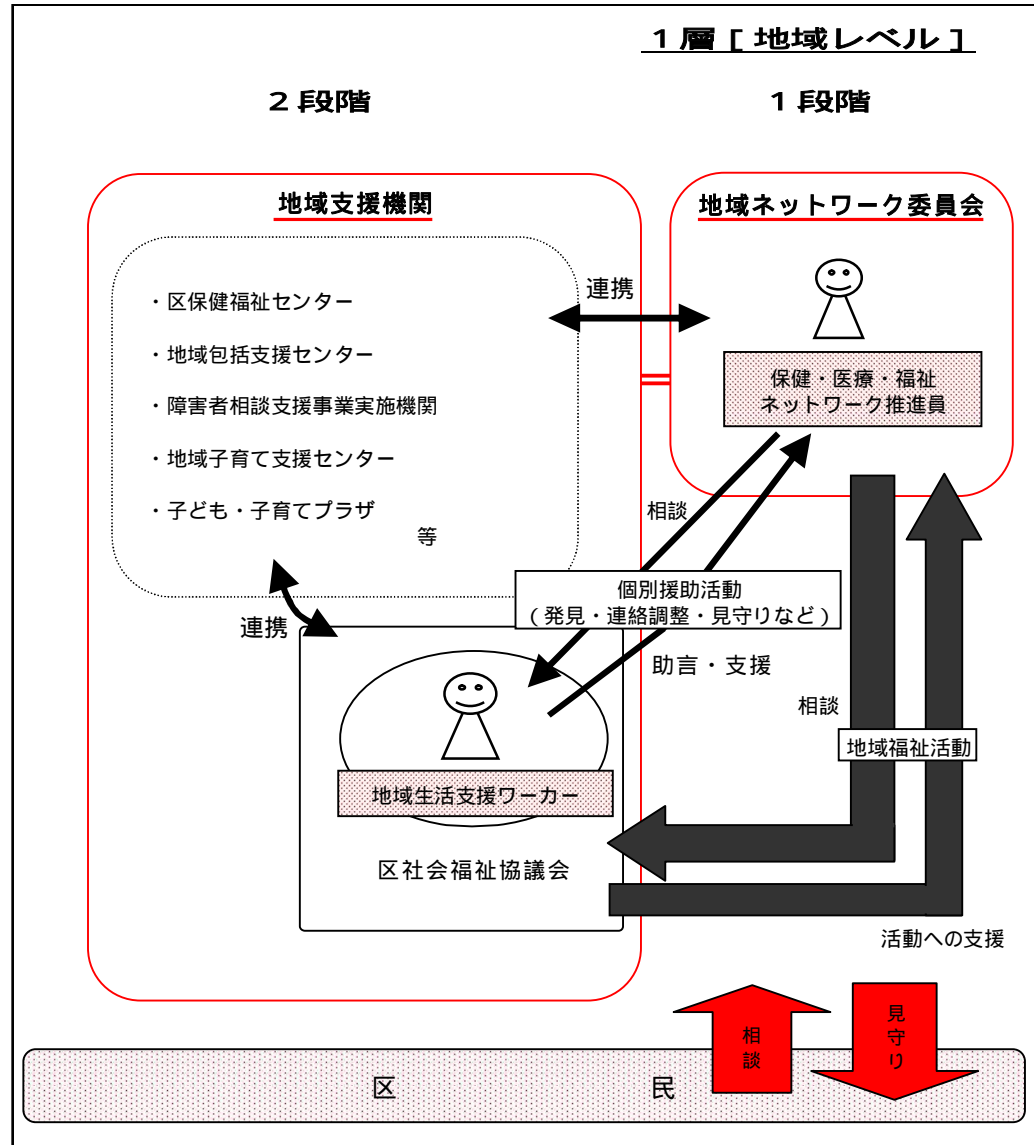 １層［地域レベル］
２段階
１段階
地域支援機関
地域ネットワーク委員会
・区保健福祉センター
・地域包括支援センター
・障害者相談支援事業実施機関
・地域子育て支援センター
・子ども・子育てプラザ
等
連携
保健・医療・福祉
ネットワーク推進員
相談
個別援助活動
（発見・連絡調整・見守りなど）
連携
助言・支援
相談
地域福祉活動
地域生活支援ワーカー
区社会福祉協議会
活動への支援
相談
見守り
区　民